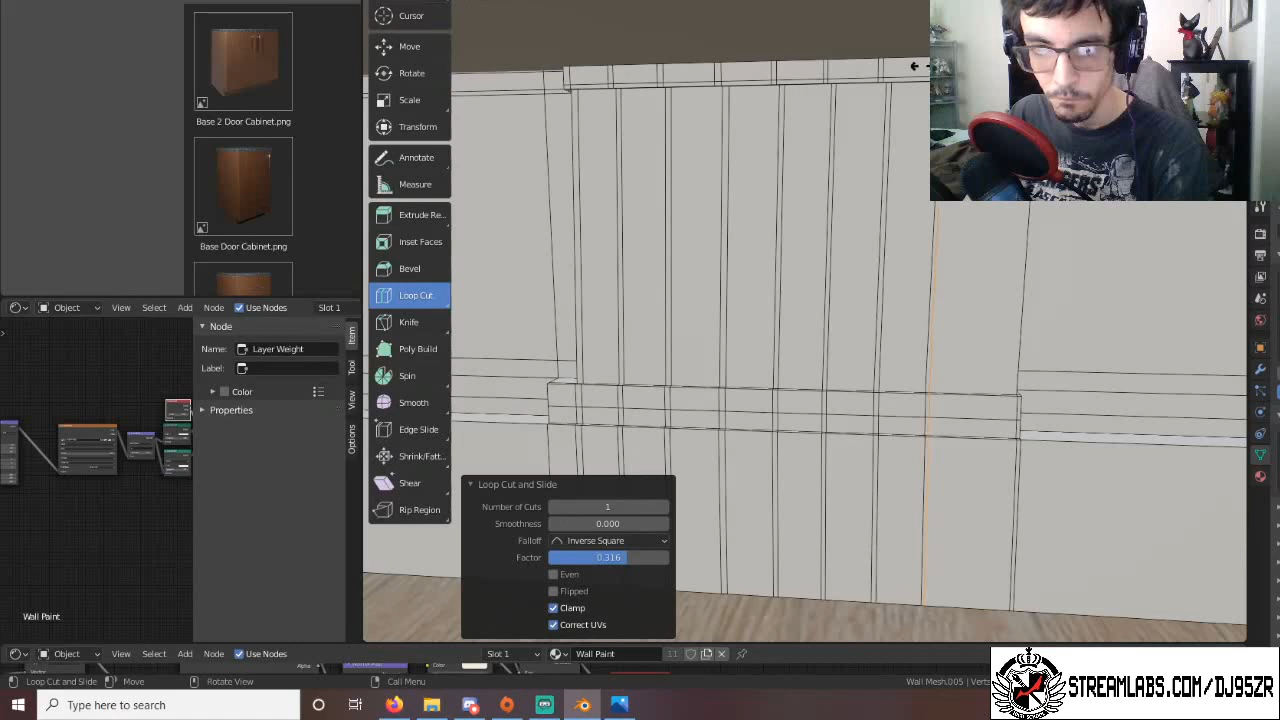 Cursor
Move
Rotate
Scale
Transform
Annotate
Measure
Extrude Re...
Inset Faces
Bevel
Loop Cut
Knife
Poly Build
Spin
Smooth
Edge Slide
Shrink/Fatt...
Shear
Rip Region
Base 2 Door Cabinet.png
Base Door Cabinet.png
Object View Select Add Node Use Nodes Slot 1
Node
Name: Layer Weight
Label:
Color
Properties
Item
Tool
View
Options
Wall Paint
Loop Cut and Slide
Number of Cuts 1
Smoothness 0.000
Falloff Inverse Square
Factor 0.316
Even
Flipped
Clamp
Correct UVs
Object View Select Add Node Use Nodes Slot 1 Wall Paint 11
Alpha
Color
Loop Cut and Slide Move Rotate View Call Menu Wall Mesh.005 | Verts
Type here to search
STREAMLABS.COM/DJ95ZR